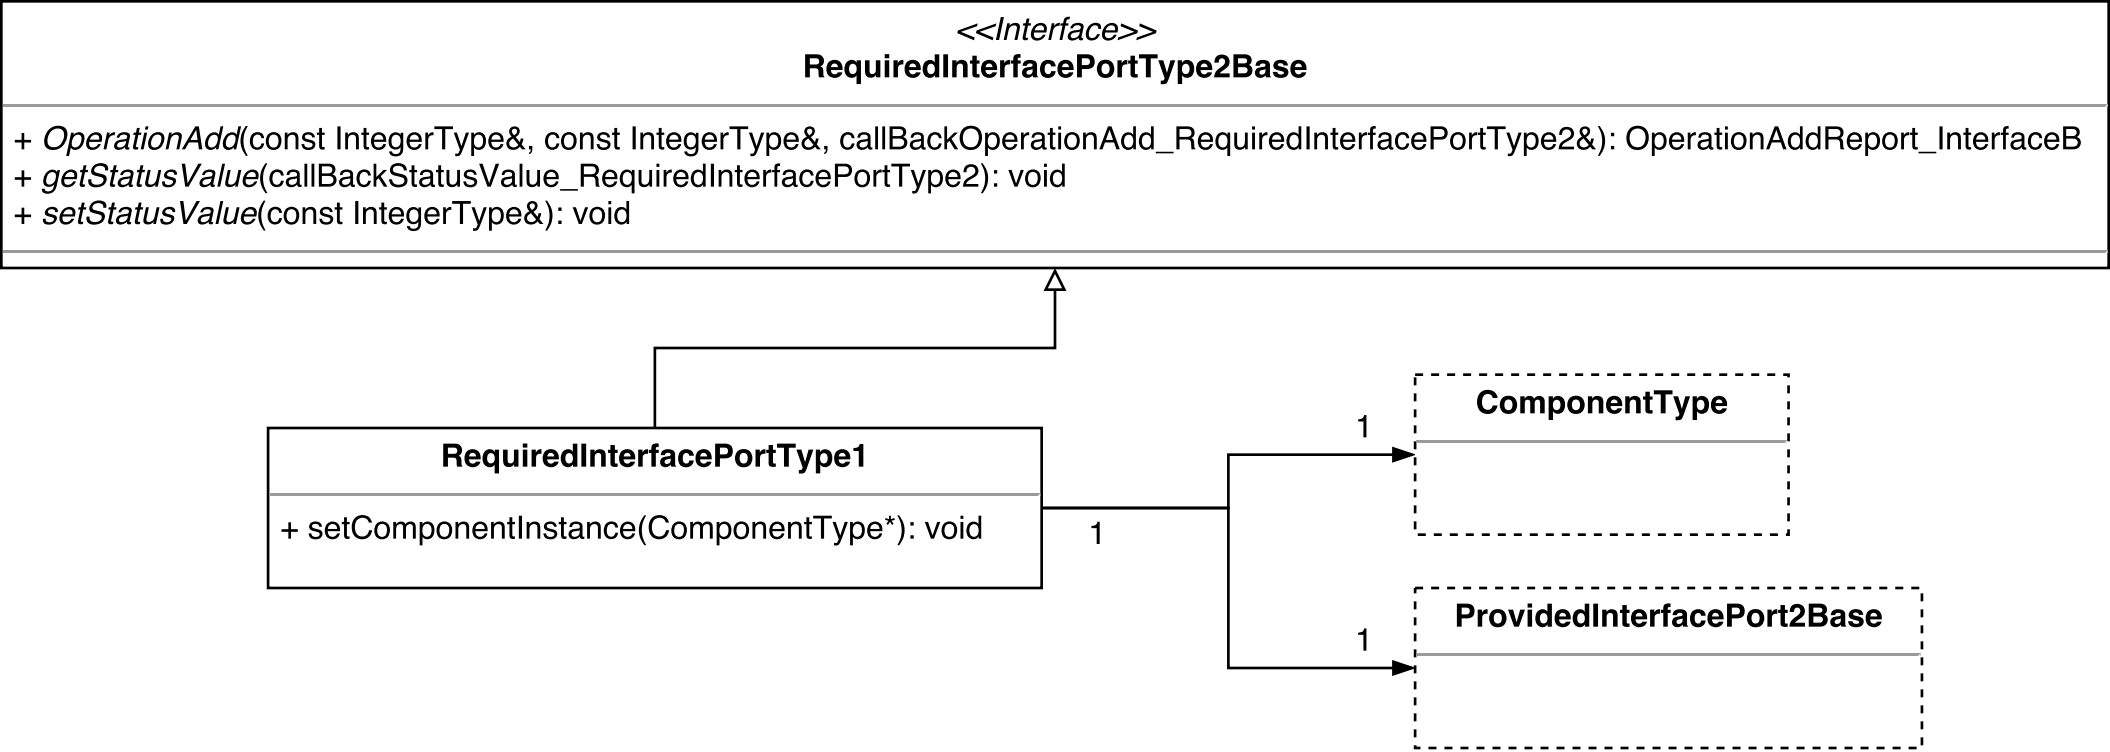 <<Interface>>
RequiredInterfacePortType2Base
+ OperationAdd(const IntegerType&, const IntegerType&, callBackOperationAdd_RequiredInterfacePortType2&): OperationAddReport_InterfaceB
+ getStatusValue(callBackStatusValue_RequiredInterfacePortType2): void
+ setStatusValue(const IntegerType&): void
RequiredInterfacePortType1
+ setComponentInstance(ComponentType*): void
1
1
ComponentType
1
ProvidedInterfacePort2Base